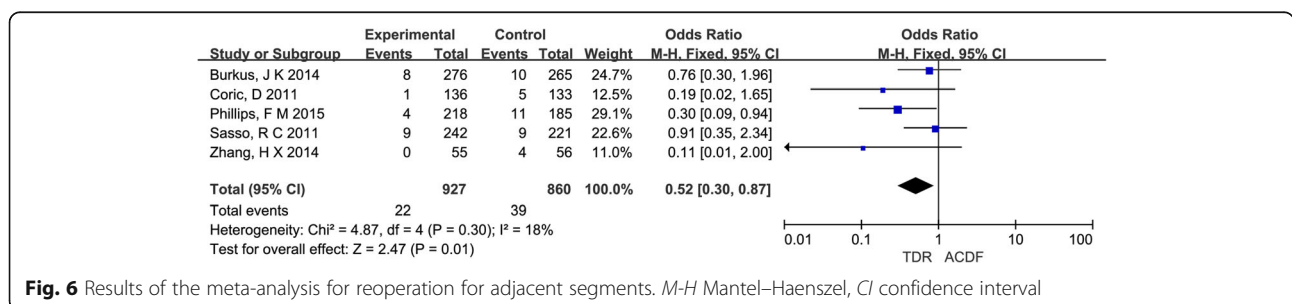 Experimental Control Odds Ratio Odds Ratio
Study or Subgroup Events Total Events Total Weight M-H, Fixed, 95% CI M-H, Fixed, 95% CI
Burkus, J K 2014 8 276 10 265 24.7% 0.76 [0.30, 1.96]
Coric, D 2011 1 136 5 133 12.5% 0.19 [0.02, 1.65]
Phillips, F M 2015 4 218 11 185 29.1% 0.30 [0.09, 0.94]
Sasso, R C 2011 9 242 9 221 22.6% 0.91 [0.35, 2.34]
Zhang, H X 2014 0 55 4 56 11.0% 0.11 [0.01, 2.00]
Total (95% CI) 927 860 100.0% 0.52 [0.30, 0.87]
Total events 22 39
Heterogeneity: Chi² = 4.87, df = 4 (P = 0.30); I² = 18%
Test for overall effect: Z = 2.47 (P = 0.01)
0.01 0.1 1 10 100
TDR ACDF
Fig. 6 Results of the meta-analysis for reoperation for adjacent segments. M-H Mantel–Haenszel, CI confidence interval